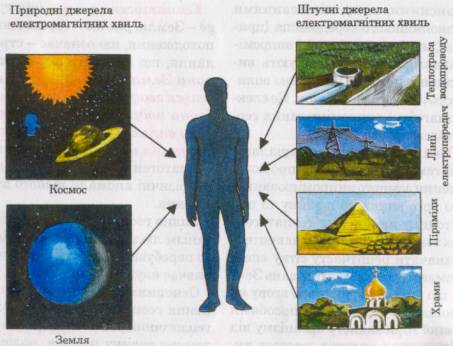 Природні джерела
електромагнітних хвиль
Штучні джерела
електромагнітних хвиль
Космос
Земля
Теплотраса
водопроводу
Лінії
електропередач
Піраміди
Храми